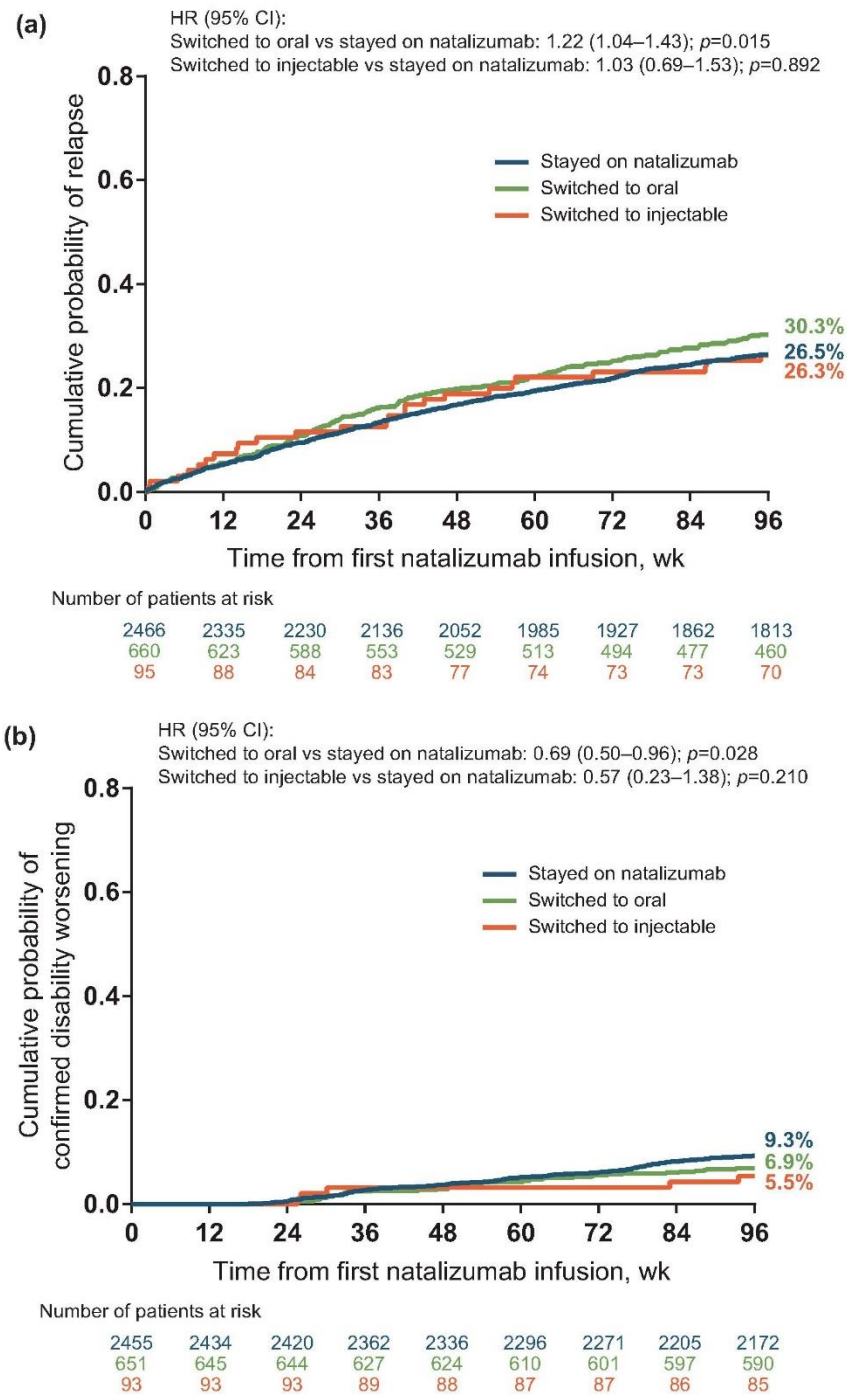 (a)
HR (95% CI):
Switched to oral vs stayed on natalizumab: 1.22 (1.04–1.43); p=0.015
Switched to injectable vs stayed on natalizumab: 1.03 (0.69–1.53); p=0.892
Cumulative probability of relapse
0.8
0.6
0.4
0.2
0.0
Stayed on natalizumab
Switched to oral
Switched to injectable
30.3%
26.5%
26.3%
0 12 24 36 48 60 72 84 96
Time from first natalizumab infusion, wk
Number of patients at risk
2466 2335 2230 2136 2052 1985 1927 1862 1813
660 623 588 553 529 513 494 477 460
95 88 84 83 77 74 73 73 70
(b)
HR (95% CI):
Switched to oral vs stayed on natalizumab: 0.69 (0.50–0.96); p=0.028
Switched to injectable vs stayed on natalizumab: 0.57 (0.23–1.38); p=0.210
Cumulative probability of
confirmed disability worsening
0.8
0.6
0.4
0.2
0.0
Stayed on natalizumab
Switched to oral
Switched to injectable
9.3%
6.9%
5.5%
0 12 24 36 48 60 72 84 96
Time from first natalizumab infusion, wk
Number of patients at risk
2455 2434 2420 2362 2336 2296 2271 2205 2172
651 645 644 627 624 610 601 597 590
93 93 93 89 88 87 87 86 85